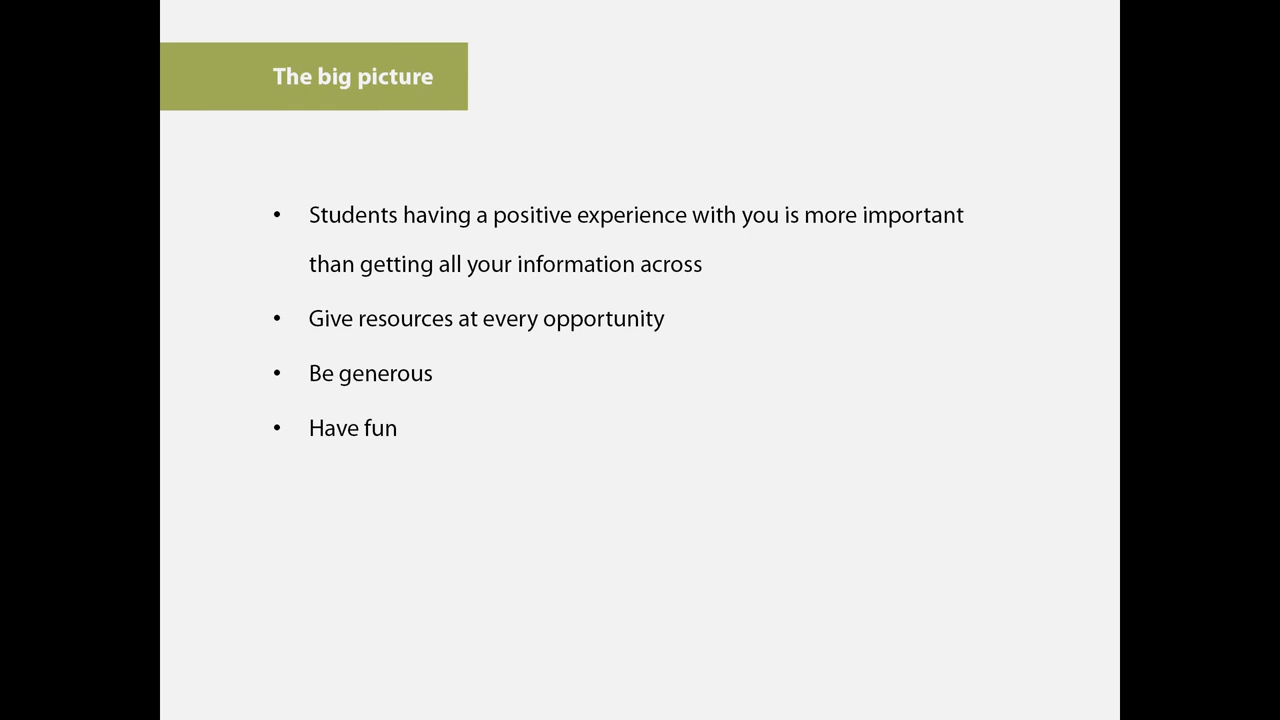 The big picture
• Students having a positive experience with you is more important
than getting all your information across
• Give resources at every opportunity
• Be generous
• Have fun